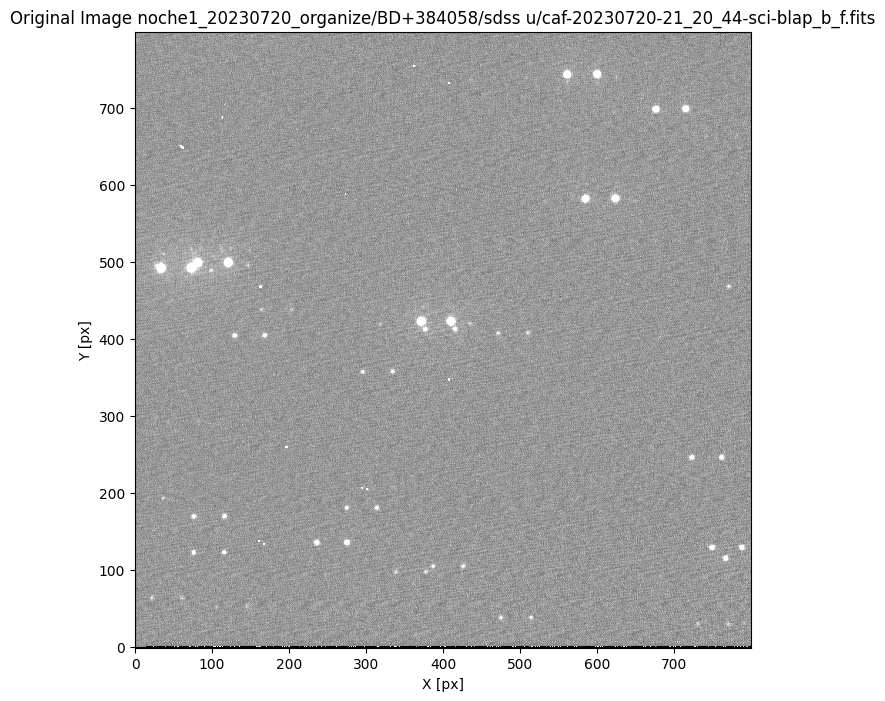 Original Image noche1_20230720_organize/BD+384058/sdss u/caf-20230720-21_20_44-sci-blap_b_f.fits
Y [px]
700
600
500
400
300
200
100
0
0 100 200 300 400 500 600 700
X [px]